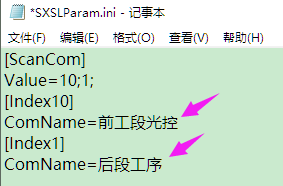 *SXSLParam.ini - 记事本
文件(F) 编辑(E) 格式(O) 查看(V) 帮助(H)
[ScanCom]
Value=10;1;
[Index10]
ComName=前工段光控
[Index1]
ComName=后段工序